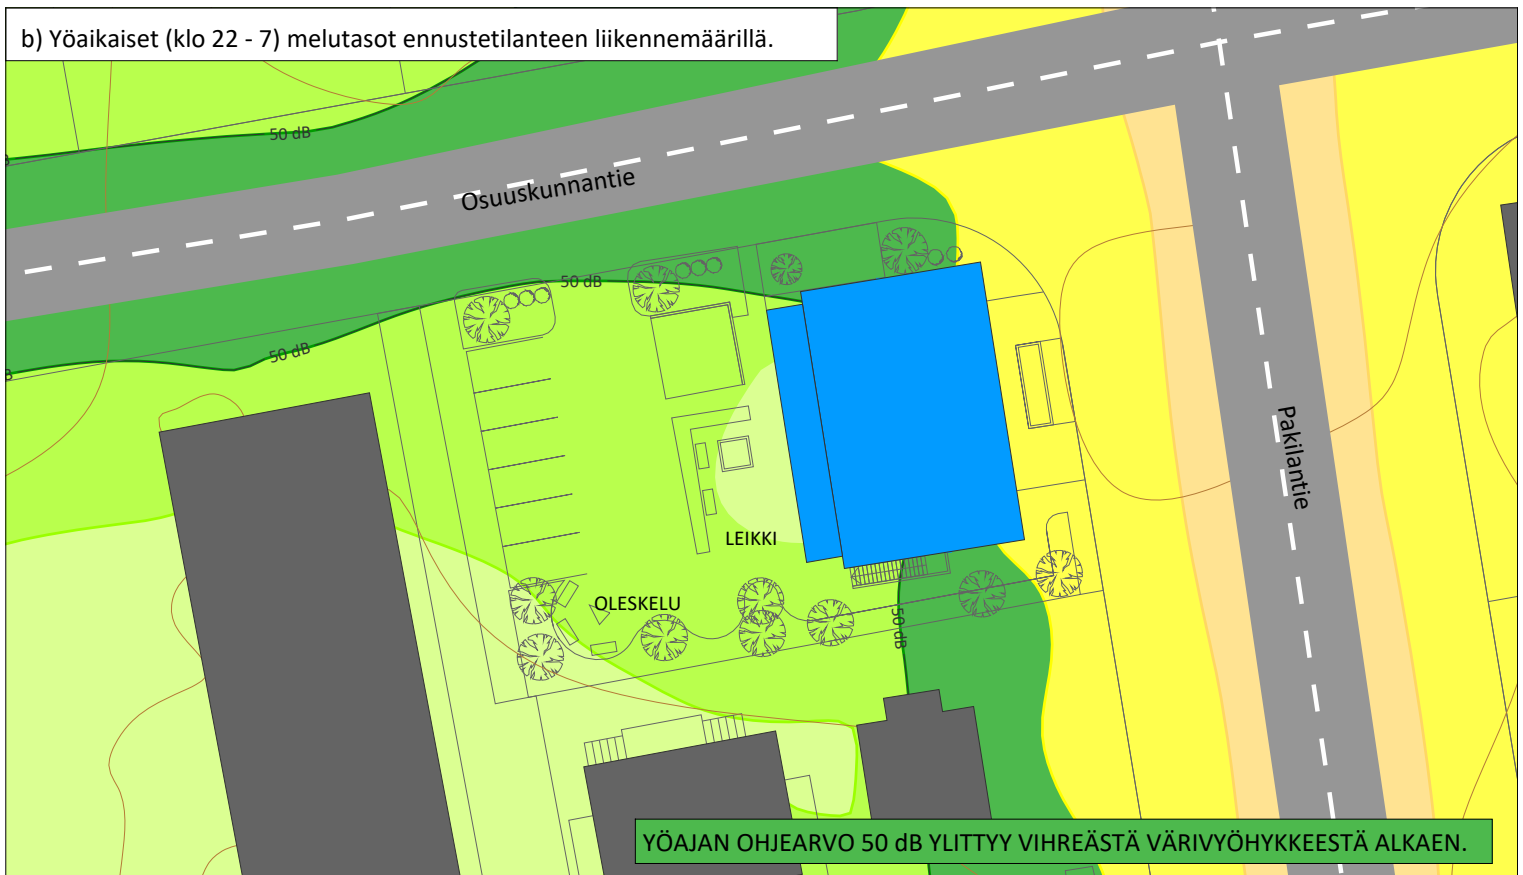 b) Yöaikaiset (klo 22 - 7) melutasot ennustetilanteen liikennemäärillä.
50 dB
Osuuskunnantie
50 dB
50 dB
Pakilantie
LEIKKI
OLESKELU
50 dB
YÖAJAN OHJEARVO 50 dB YLITTYY VIHREÄSTÄ VÄRIVYÖHYKKEESTÄ ALKAEN.